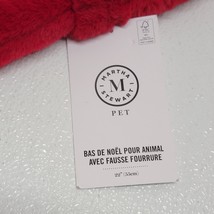 MARTHA
M
STEWART
PET
BAS DE NOËL POUR ANIMAL
AVEC FAUSSE FOURRURE